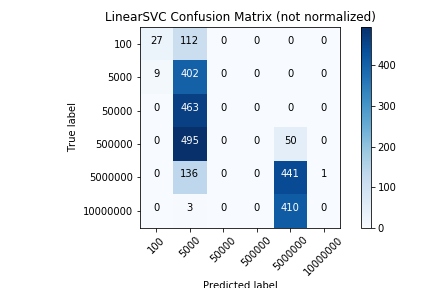 LinearSVC Confusion Matrix (not normalized)
100 27 112 0 0 0 0
5000 9 402 0 0 0 0
50000 0 463 0 0 0 0
500000 0 495 0 0 50 0
5000000 0 136 0 0 441 1
10000000 0 3 0 0 410 0
True label
100 5000 50000 500000 5000000 10000000
Predicted label
400
300
200
100
0